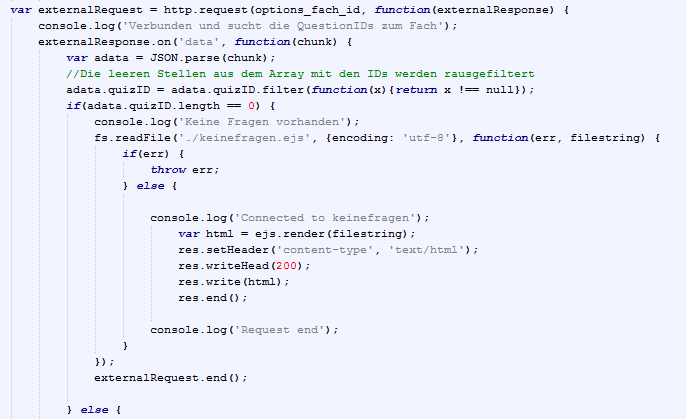 var externalRequest = http.request(options_fach_id, function(externalResponse) {
console.log('Verbunden und sucht die QuestionIDs zum Fach');
externalResponse.on('data', function(chunk) {
var adata = JSON.parse(chunk);
//Die leeren Stellen aus dem Array mit den IDs werden rausgefiltert
adata.quizID = adata.quizID.filter(function(x){return x !== null});
if(adata.quizID.length == 0) {
console.log('Keine Fragen vorhanden');
fs.readFile('./keinefragen.ejs', {encoding: 'utf-8'}, function(err, filestring) {
if(err) {
throw err;
} else {
console.log('Connected to keinefragen');
var html = ejs.render(filestring);
res.setHeader('content-type', 'text/html');
res.writeHead(200);
res.write(html);
res.end();
console.log('Request end');
}
});
externalRequest.end();
} else {